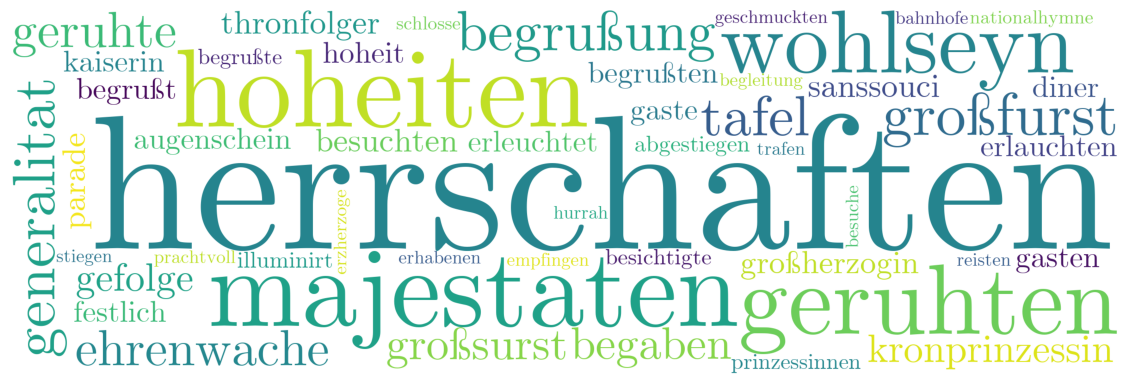 geruhte thronfolger schlosse begrußung geschmuckten bahnhofe nationalhymne
kaiserin begrußte hoheit wohlseyn
begrußt hoheiten begrußten begleitung sanssouci diner
generalitat gaste tafel großfurst
parade augenschein besuchten erleuchtet abgestiegen trafen erlauchten
herrschaften
erzherzoge hurrah besuche
stiegen prachtvoll illuminirt erhabenen empfingen besichtigte großherzogin reisten gasten
gefolge majestaten geruhten
festlich
ehrenwache großsurst begaben prinzessinnen kronprinzessin